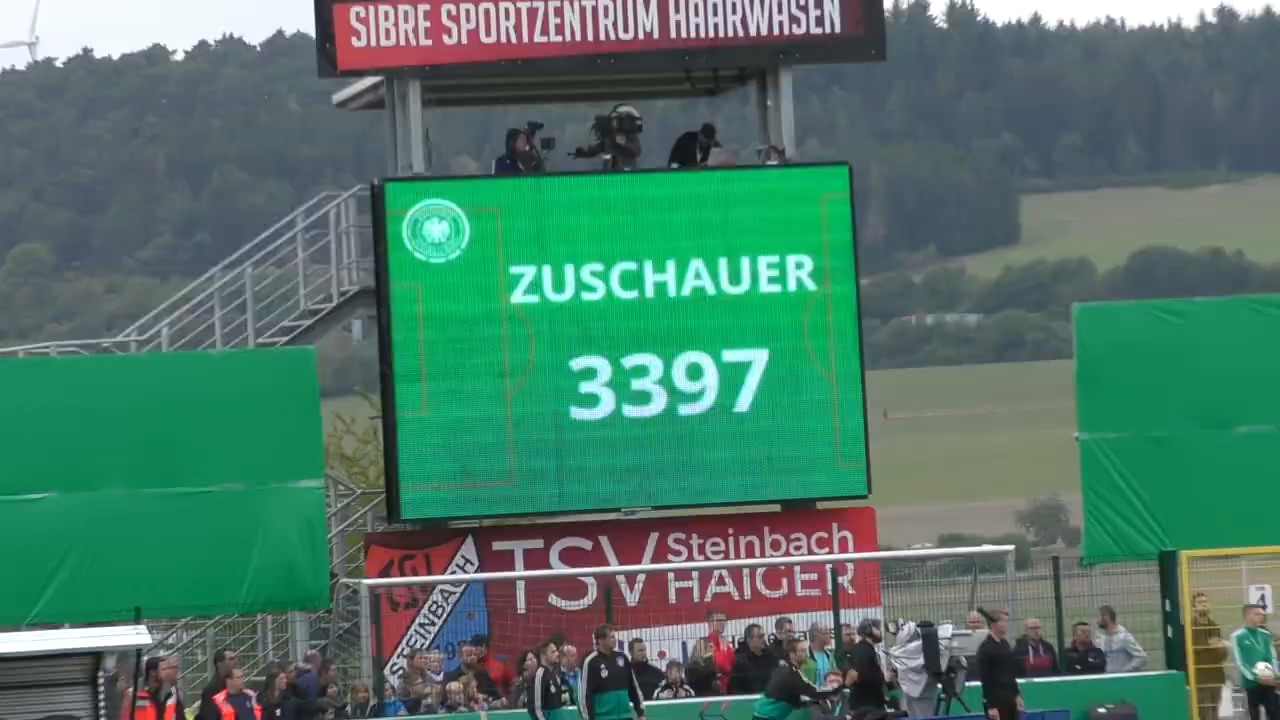 SIBRE SPORTZENTRUM HAARWASEN
ZUSCHAUER
3397
TSV Steinbach
HAIGER
STEINBACH
4